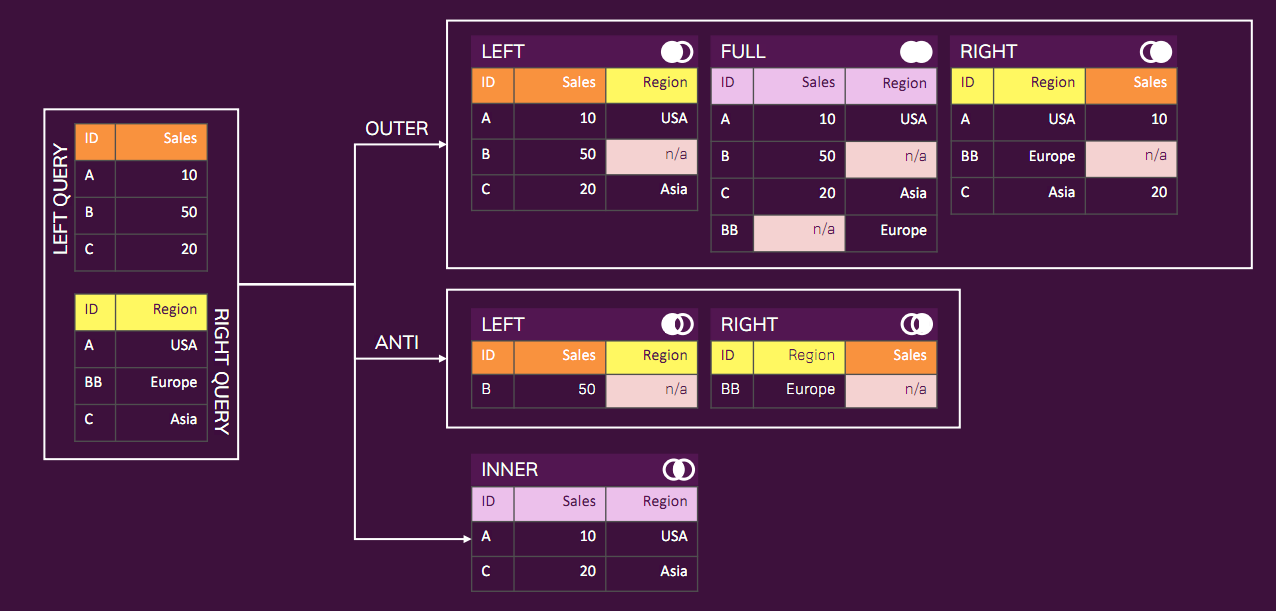 LEFT QUERY
ID Sales
A 10
B 50
C 20
RIGHT QUERY
ID Region
A USA
BB Europe
C Asia
OUTER
LEFT
ID Sales Region
A 10 USA
B 50 n/a
C 20 Asia
FULL
ID Sales Region
A 10 USA
B 50 n/a
C 20 Asia
BB n/a Europe
RIGHT
ID Region Sales
A USA 10
BB Europe n/a
C Asia 20
ANTI
LEFT
ID Sales Region
B 50 n/a
RIGHT
ID Region Sales
BB Europe n/a
INNER
ID Sales Region
A 10 USA
C 20 Asia